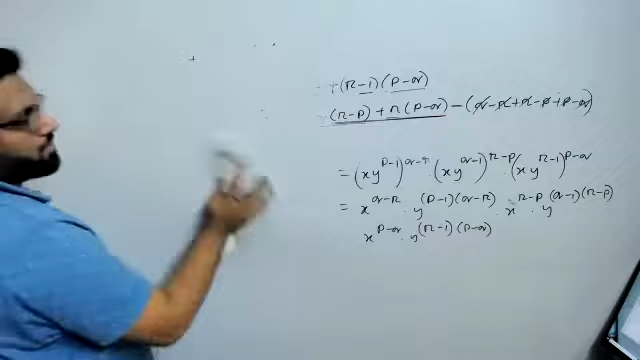 (r-1)(p-q)
(r-p) + r(p-q) - (q-r+r-p+p-q)
= (xy^{p-1})^{q-r} (xy^{q-1})^{r-p} . (xy^{r-1})^{p-q}
= x^{q-r} . y^{(p-1)(q-r)} . x^{r-p} . y^{(q-1)(r-p)}
x^{p-q} . y^{(r-1)(p-q)}